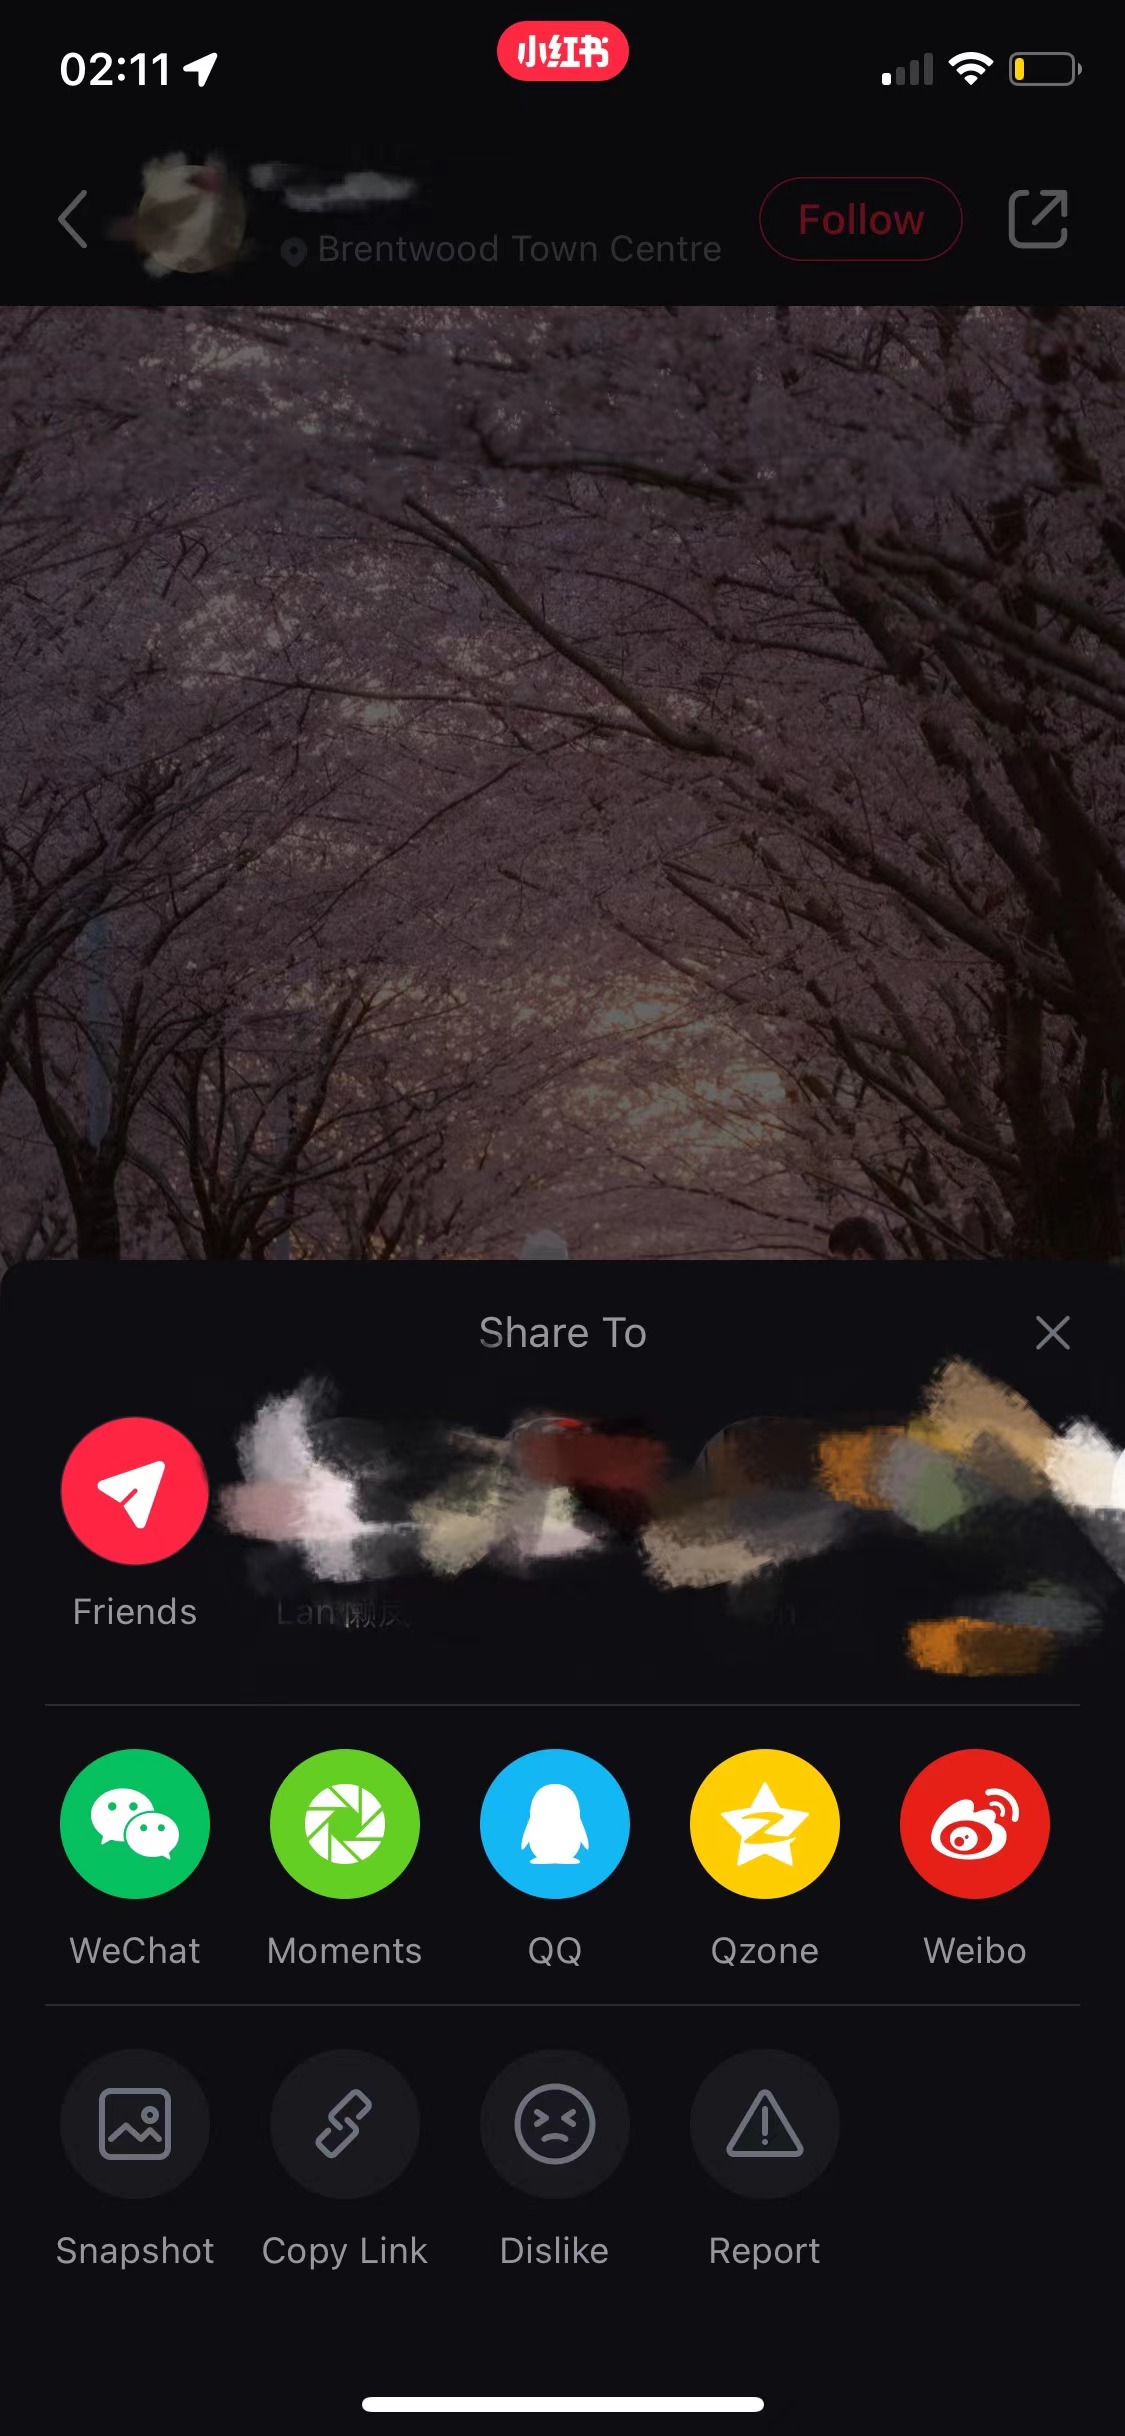 02:11
小红书
Brentwood Town Centre
Follow
Share To
Friends
Lan
WeChat
Moments
QQ
Qzone
Weibo
Snapshot
Copy Link
Dislike
Report